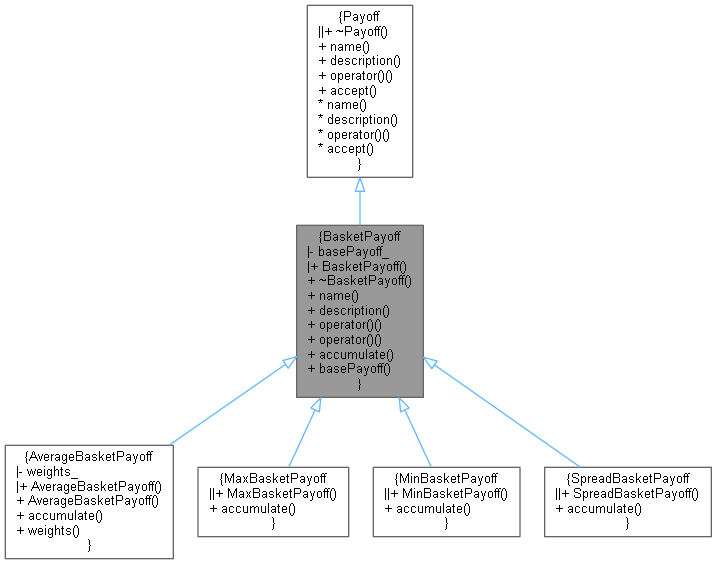 {Payoff
||+ ~Payoff()
+ name()
+ description()
+ operator()()
+ accept()
* name()
* description()
* operator()()
* accept()
}
{BasketPayoff
|- basePayoff_
|+ BasketPayoff()
+ ~BasketPayoff()
+ name()
+ description()
+ operator()()
+ operator()()
+ accumulate()
+ basePayoff()
}
{AverageBasketPayoff
|- weights_
|+ AverageBasketPayoff()
+ AverageBasketPayoff()
+ accumulate()
+ weights()
}
{MaxBasketPayoff
||+ MaxBasketPayoff()
+ accumulate()
}
{MinBasketPayoff
||+ MinBasketPayoff()
+ accumulate()
}
{SpreadBasketPayoff
||+ SpreadBasketPayoff()
+ accumulate()
}